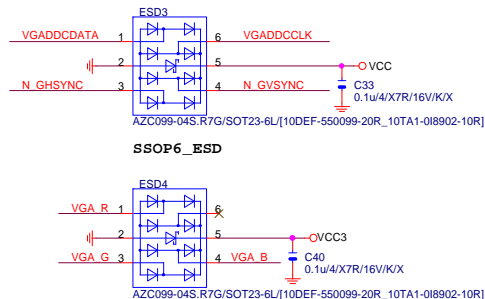 ESD3
VGADDCDATA 1 6 VGADDCCLK
2 5 VCC
N_GHSYNC 3 4 N_GVSYNC
C33
0.1u/4/X7R/16V/K/X
AZC099-04S.R7G/SOT23-6L/[10DEF-550099-20R_10TA1-0I8902-10R]
SSOP6_ESD
ESD4
VGA_R 1 6
2 5 VCC3
VGA_G 3 4 VGA_B
C40
0.1u/4/X7R/16V/K/X
AZC099-04S.R7G/SOT23-6L/[10DEF-550099-20R_10TA1-0I8902-10R]